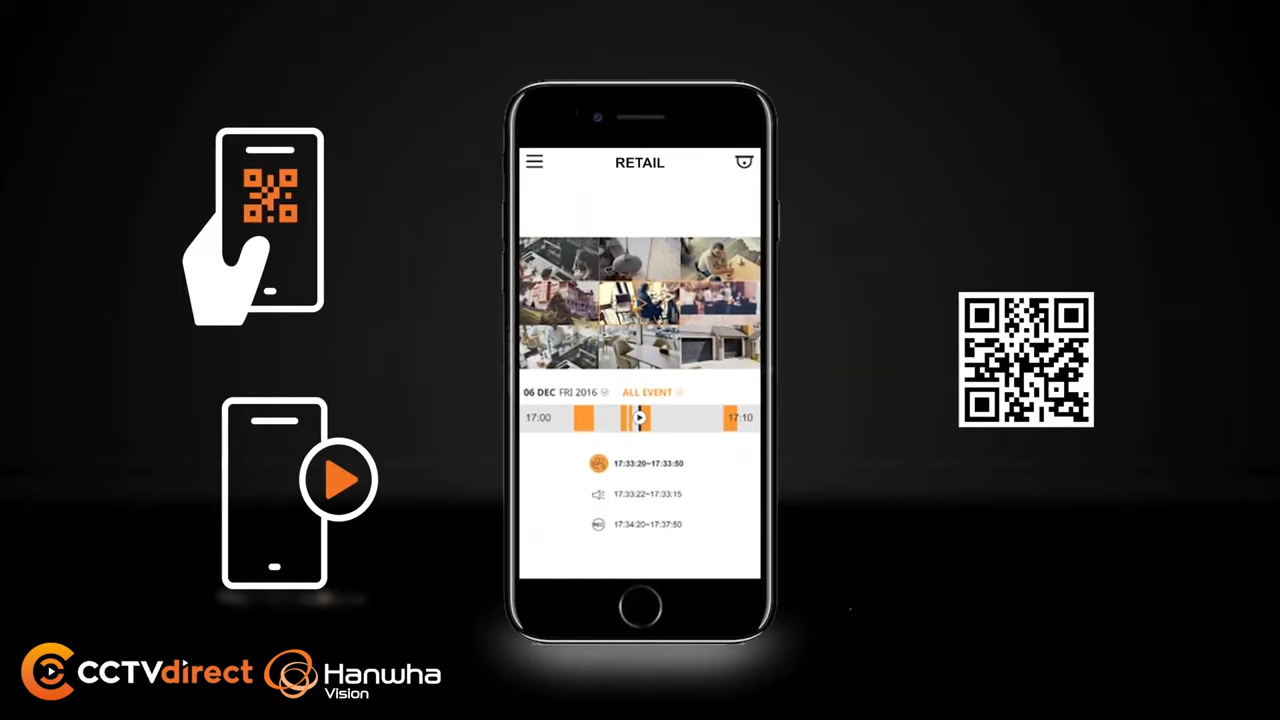 RETAIL
06 DEC FRI 2016 ALL EVENT
17:00 17:10
17:33:20~17:33:50
17:33:22~17:33:15
REC 17:34:20~17:37:50
CCTVdirect Hanwha
Vision